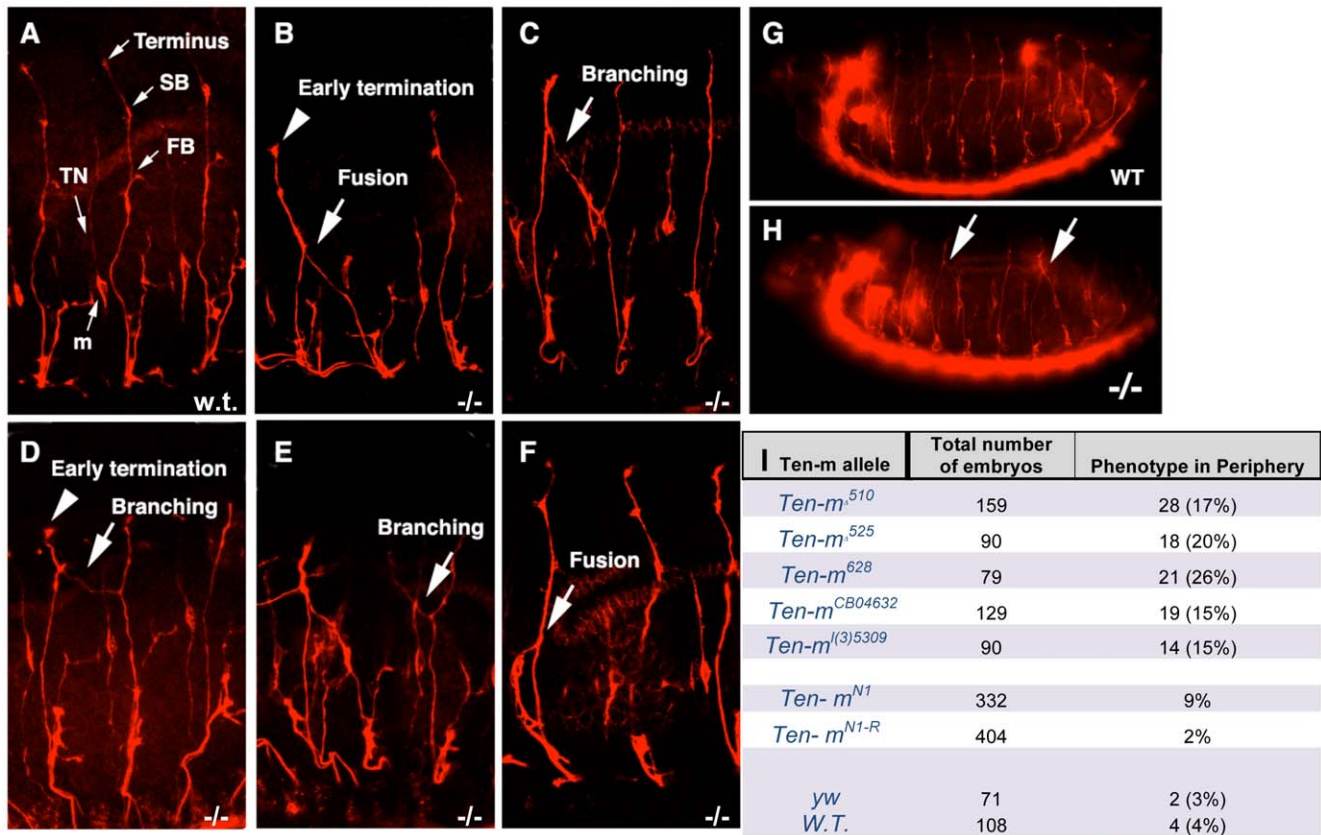 A
Terminus
SB
FB
TN
m
w.t.
B
Early termination
Fusion
-/-
C
Branching
-/-
G
WT
H
-/-
D
Early termination
Branching
-/-
E
Branching
-/-
F
Fusion
-/-
I Ten-m allele Total number of embryos Phenotype in Periphery
Ten-mᐞ510 159 28 (17%)
Ten-mᐞ525 90 18 (20%)
Ten-m628 79 21 (26%)
Ten-mCB04632 129 19 (15%)
Ten-ml(3)5309 90 14 (15%)
Ten- mN1 332 9%
Ten- mN1-R 404 2%
yw 71 2 (3%)
W.T. 108 4 (4%)